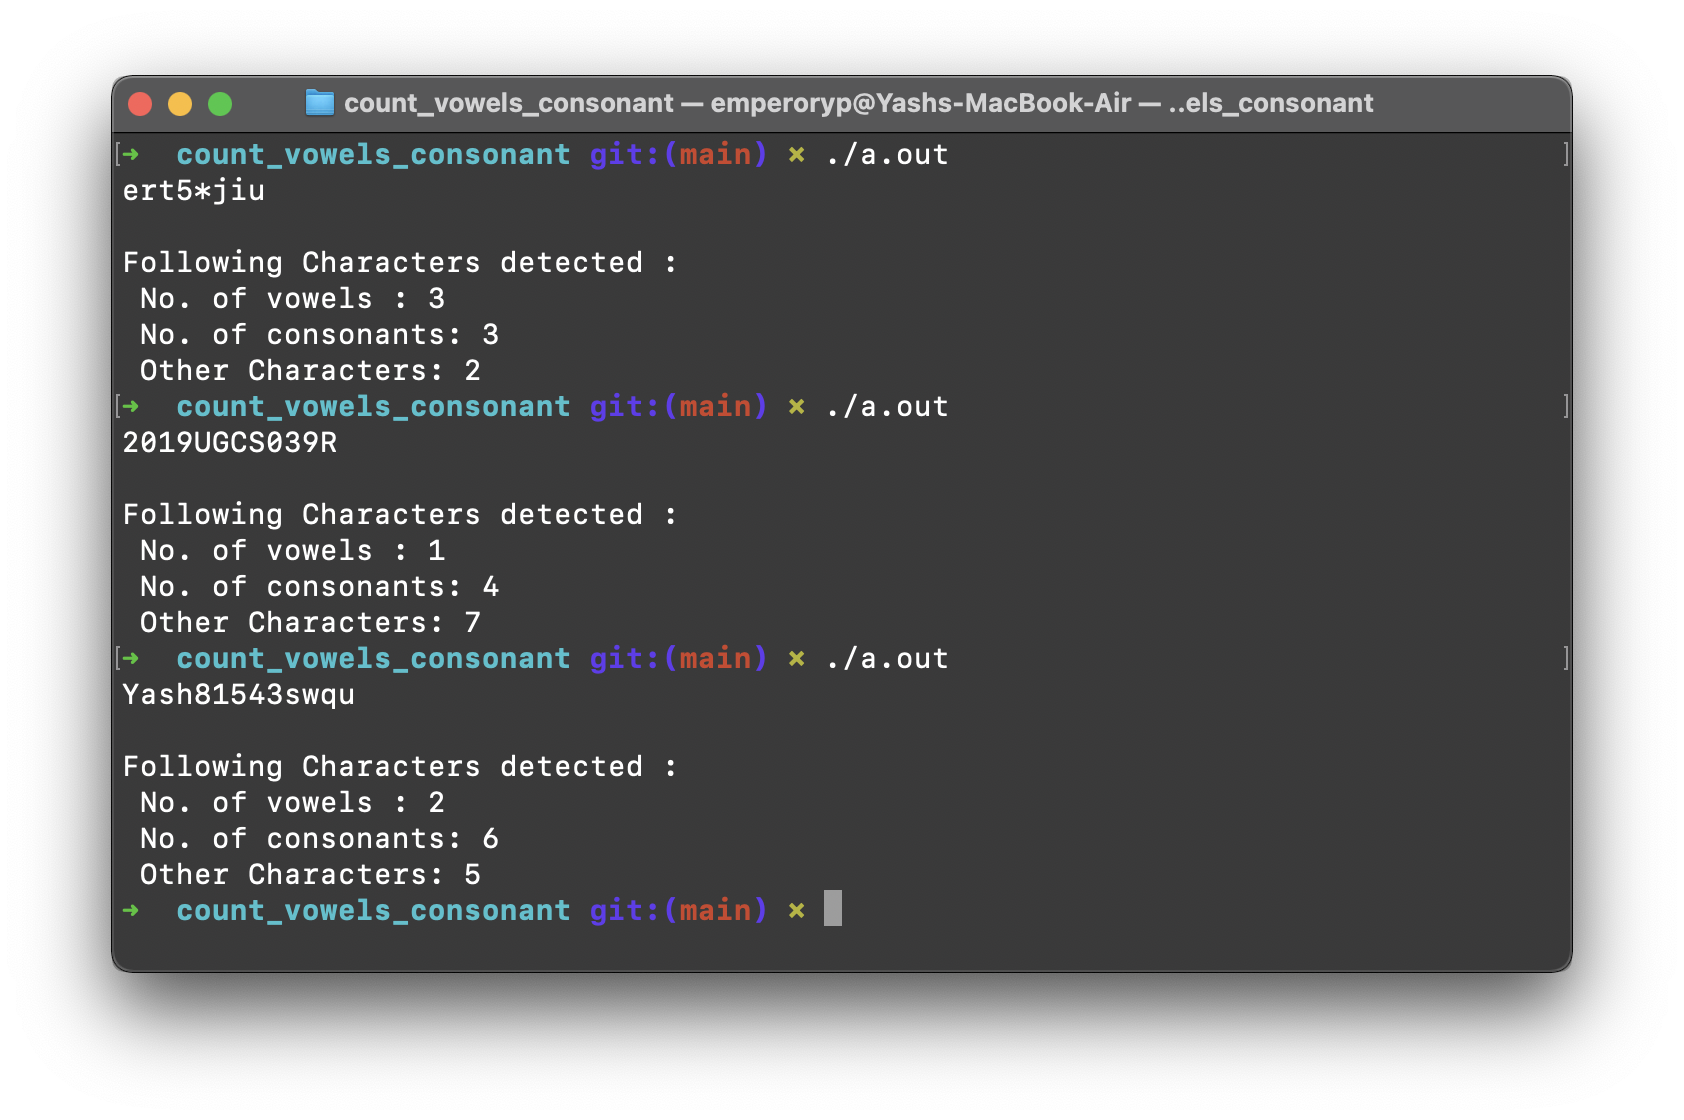 count_vowels_consonant — emperoryp@Yashs-MacBook-Air — ..els_consonant
[➜  count_vowels_consonant git:(main) ✗ ./a.out ]
ert5*jiu
Following Characters detected :
No. of vowels : 3
No. of consonants: 3
Other Characters: 2
[➜  count_vowels_consonant git:(main) ✗ ./a.out ]
2019UGCS039R
Following Characters detected :
No. of vowels : 1
No. of consonants: 4
Other Characters: 7
[➜  count_vowels_consonant git:(main) ✗ ./a.out ]
Yash81543swqu
Following Characters detected :
No. of vowels : 2
No. of consonants: 6
Other Characters: 5
➜  count_vowels_consonant git:(main) ✗